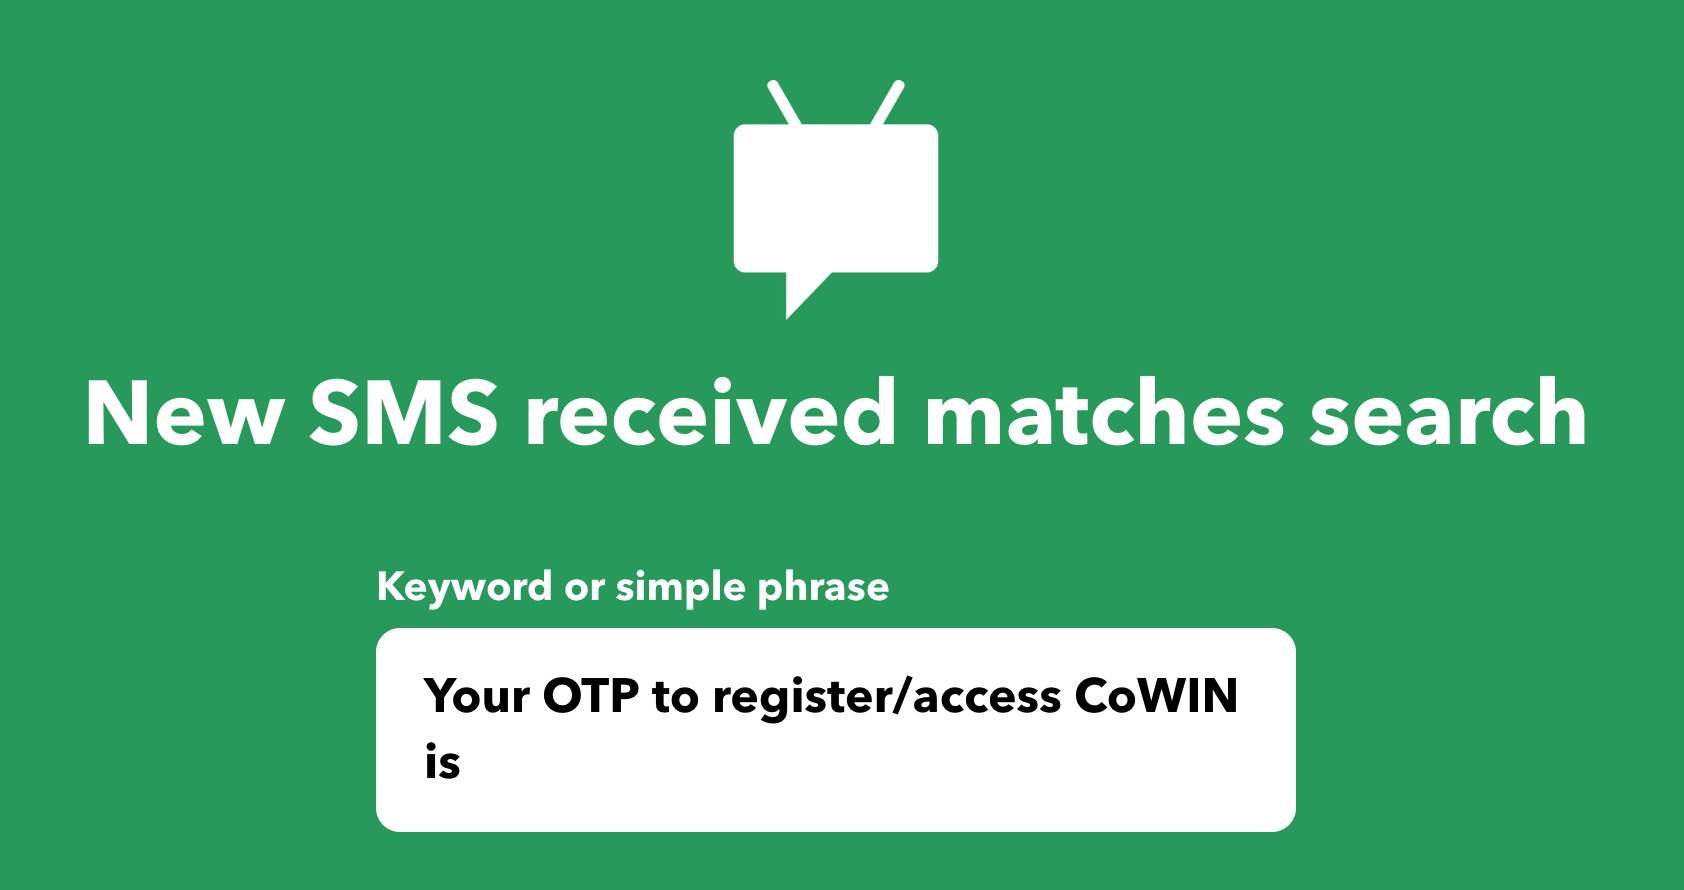 New SMS received matches search
Keyword or simple phrase
Your OTP to register/access CoWIN
is